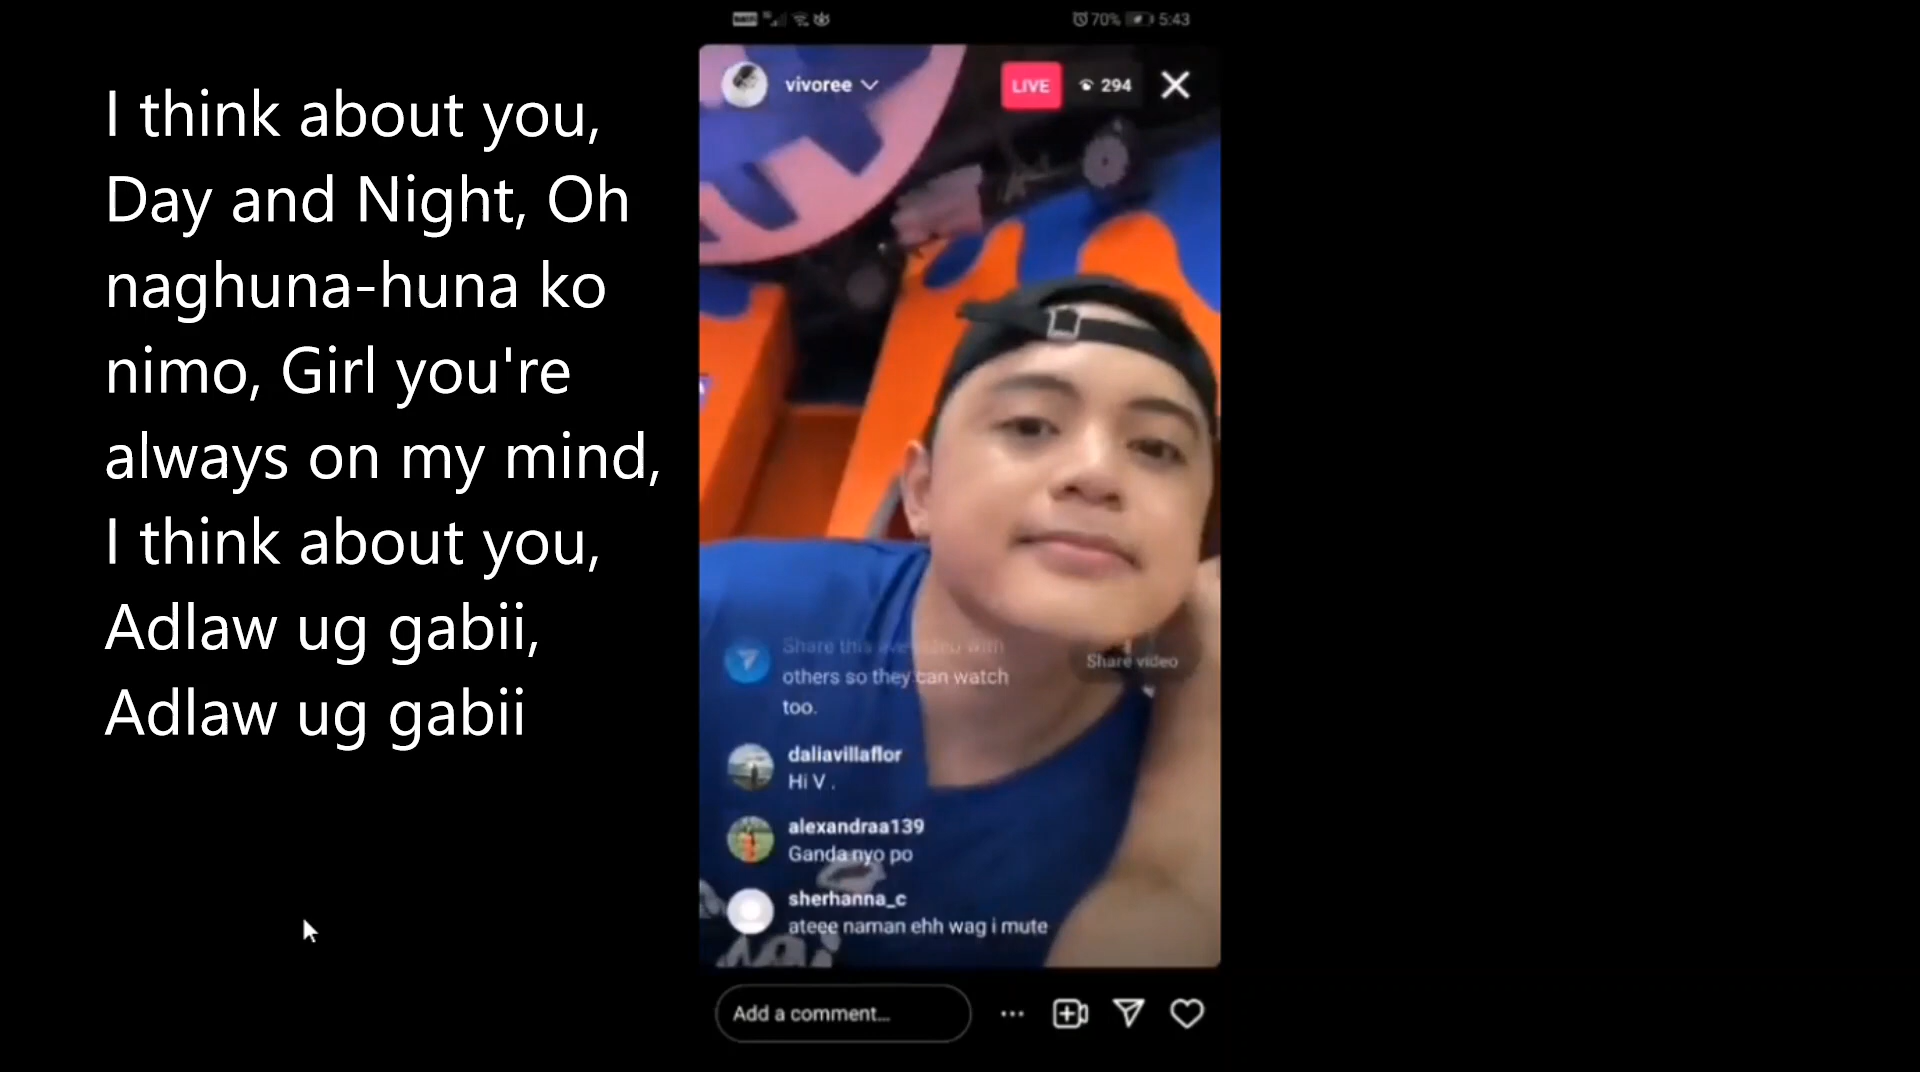 I think about you,
Day and Night, Oh
naghuna-huna ko
nimo, Girl you're
always on my mind,
I think about you,
Adlaw ug gabii,
Adlaw ug gabii
70% 5:43
vivoree
LIVE 294
Share this live video with
others so they can watch
too.
Share video
daliavillaflor
Hi V .
alexandraa139
Ganda nyo po
sherhanna_c
ateee naman ehh wag i mute
Add a comment...